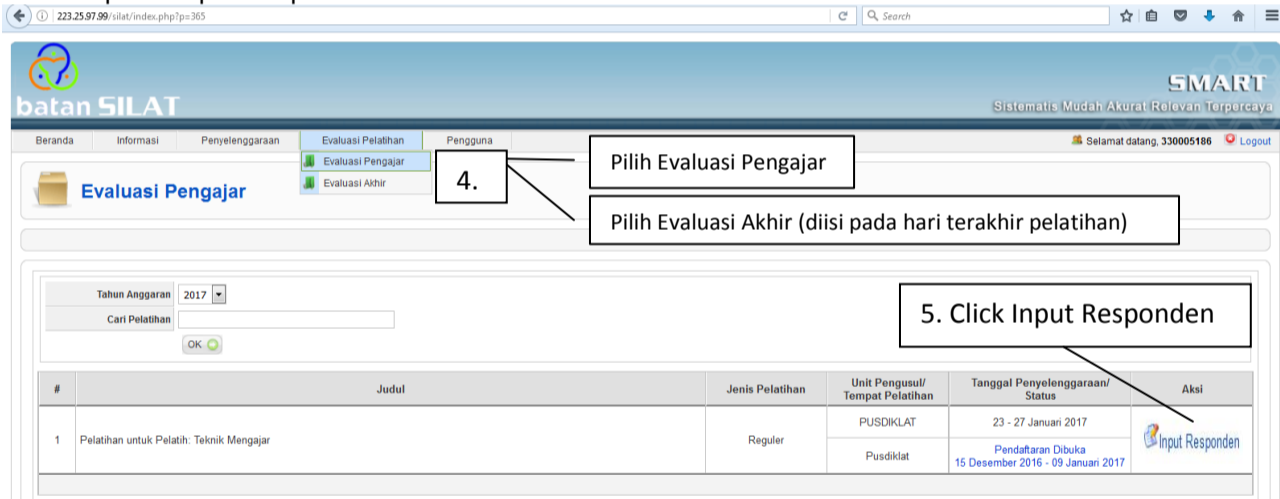 223.25.97.99/silat/index.php?p=365
Search
batan SILAT
SMART
Sistematis Mudah Akurat Relevan Terpercaya
Beranda Informasi Penyelenggaraan Evaluasi Pelatihan Pengguna
Selamat datang, 330005186 Logout
Evaluasi Pengajar
Evaluasi Akhir
4.
Pilih Evaluasi Pengajar
Evaluasi Pengajar
Pilih Evaluasi Akhir (diisi pada hari terakhir pelatihan)
Tahun Anggaran 2017
Cari Pelatihan
OK
5. Click Input Responden
# Judul Jenis Pelatihan Unit Pengusul/ Tanggal Penyelenggaraan/ Aksi
Tempat Pelatihan Status
PUSDIKLAT 23 - 27 Januari 2017
1 Pelatihan untuk Pelatih: Teknik Mengajar Reguler Input Responden
Pusdiklat Pendaftaran Dibuka
15 Desember 2016 - 09 Januari 2017